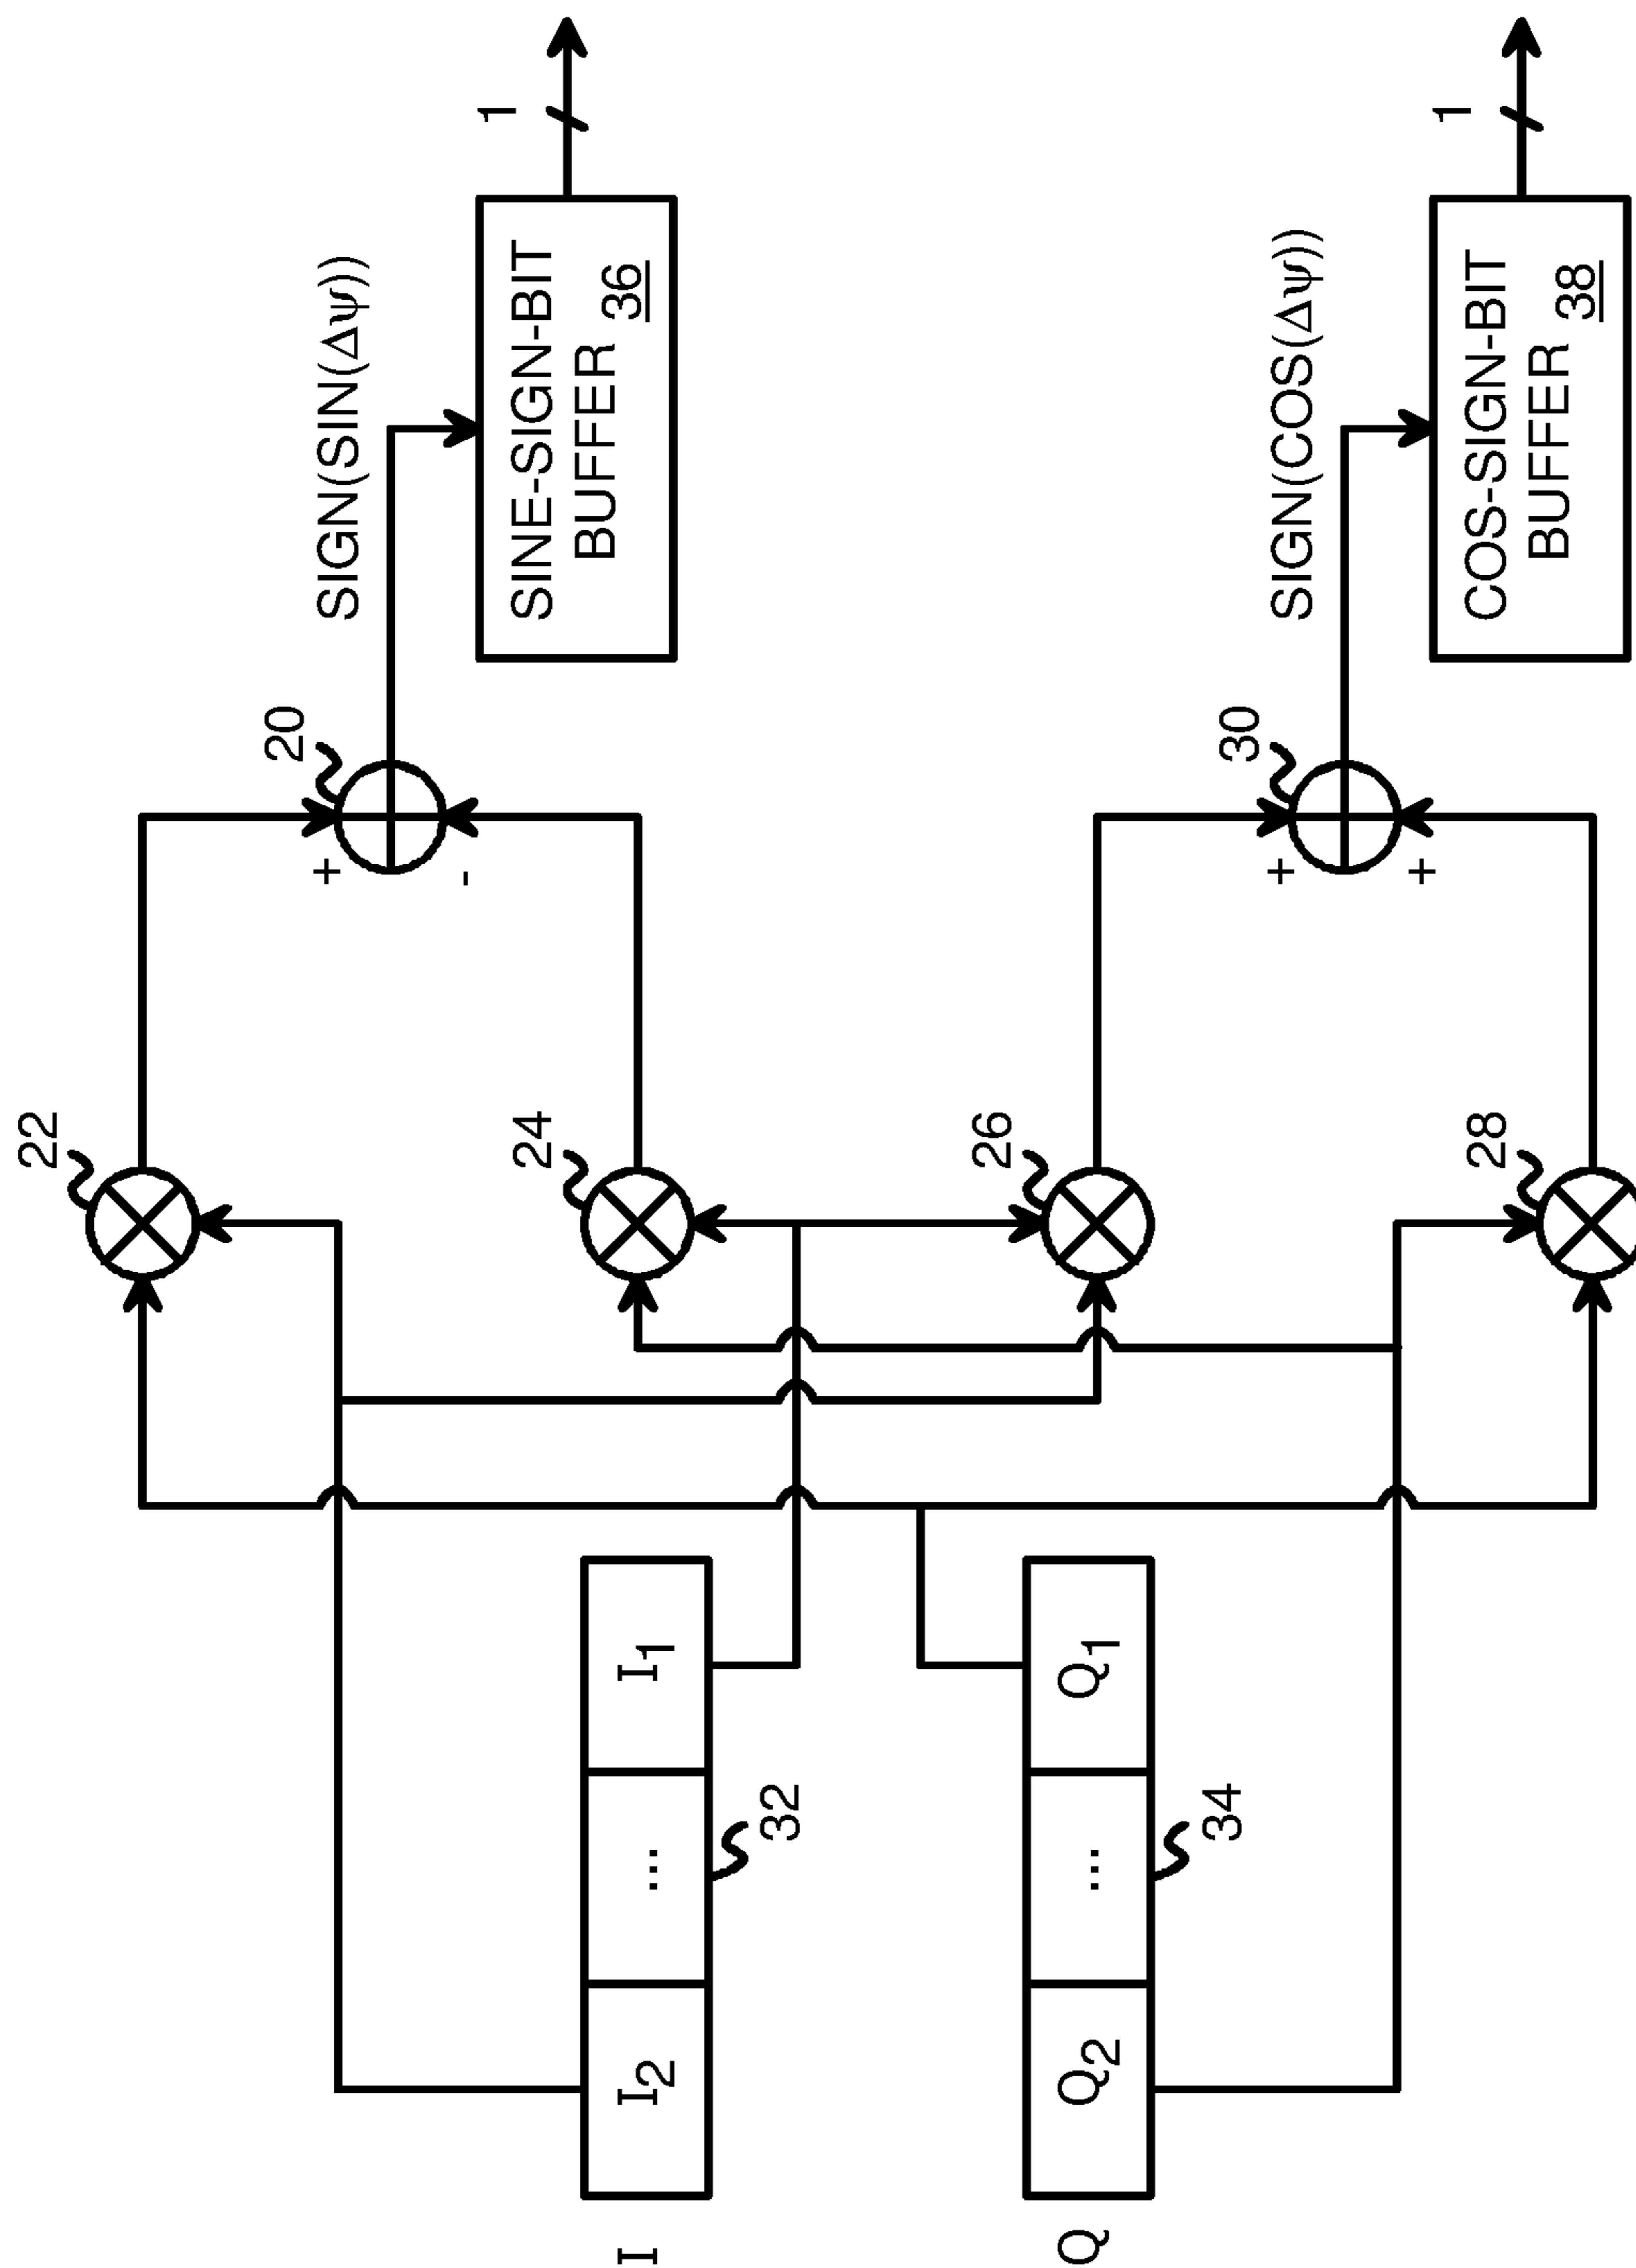 22
20
+
-
SIGN(SIN(Δψ))
SINE-SIGN-BIT
BUFFER 36
1
24
I
I2
...
I1
32
26
Q
Q2
...
Q1
34
28
30
+
+
SIGN(COS(Δψ))
COS-SIGN-BIT
BUFFER 38
1